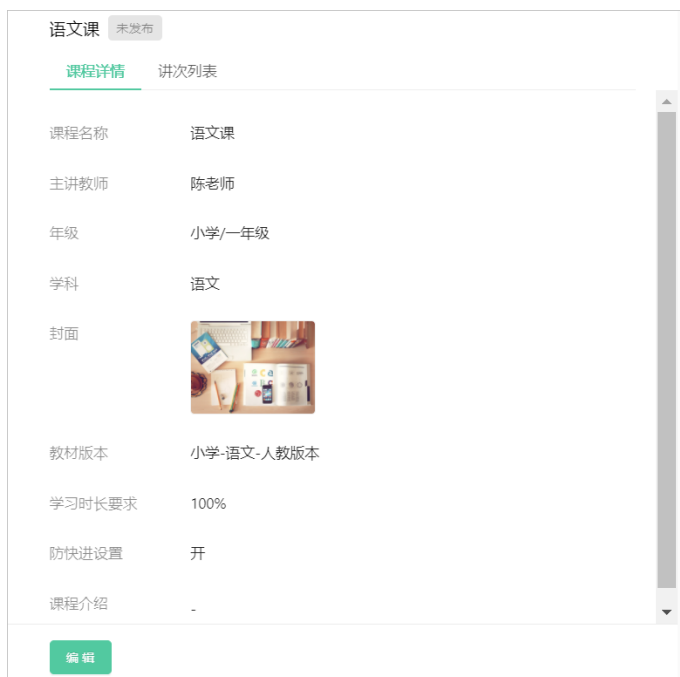 语文课 未发布
课程详情 讲次列表
课程名称 语文课
主讲教师 陈老师
年级 小学/一年级
学科 语文
封面
教材版本 小学-语文-人教版本
学习时长要求 100%
防快进设置 开
课程介绍 -
编辑